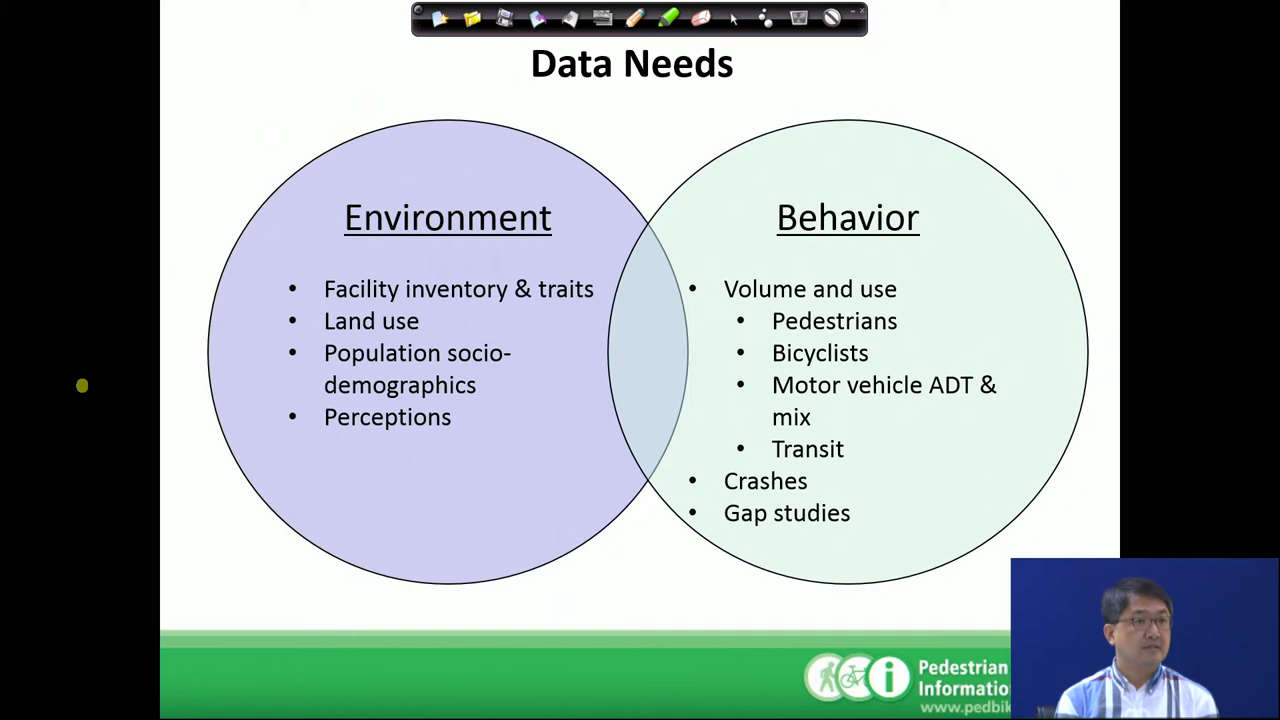 Data Needs
Environment
• Facility inventory & traits
• Land use
• Population socio-
demographics
• Perceptions
Behavior
• Volume and use
• Pedestrians
• Bicyclists
• Motor vehicle ADT &
mix
• Transit
• Crashes
• Gap studies
i
Pedestrian
www.pedbik